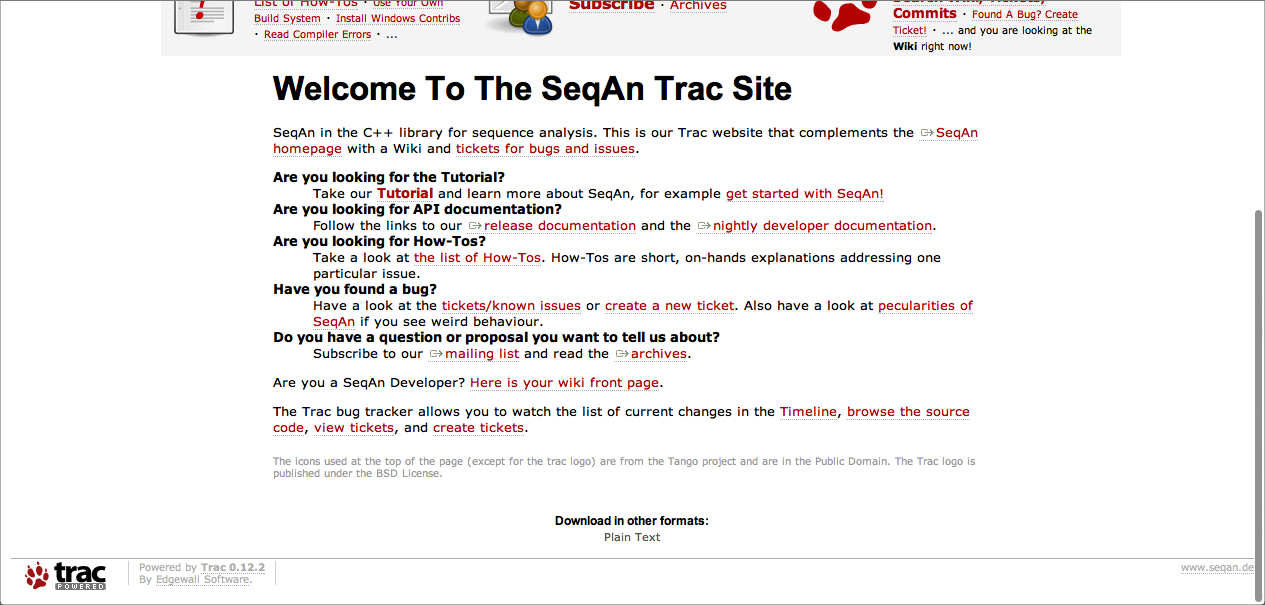 List of How-Tos · Use Your Own
Build System · Install Windows Contribs
· Read Compiler Errors · ...
Subscribe · Archives
Commits · Found A Bug? Create
Ticket! · ... and you are looking at the
Wiki right now!
Welcome To The SeqAn Trac Site
SeqAn in the C++ library for sequence analysis. This is our Trac website that complements the SeqAn
homepage with a Wiki and tickets for bugs and issues.
Are you looking for the Tutorial?
Take our Tutorial and learn more about SeqAn, for example get started with SeqAn!
Are you looking for API documentation?
Follow the links to our release documentation and the nightly developer documentation.
Are you looking for How-Tos?
Take a look at the list of How-Tos. How-Tos are short, on-hands explanations addressing one
particular issue.
Have you found a bug?
Have a look at the tickets/known issues or create a new ticket. Also have a look at pecularities of
SeqAn if you see weird behaviour.
Do you have a question or proposal you want to tell us about?
Subscribe to our mailing list and read the archives.
Are you a SeqAn Developer? Here is your wiki front page.
The Trac bug tracker allows you to watch the list of current changes in the Timeline, browse the source
code, view tickets, and create tickets.
The icons used at the top of the page (except for the trac logo) are from the Tango project and are in the Public Domain. The Trac logo is
published under the BSD License.
Download in other formats:
Plain Text
trac
POWERED
Powered by Trac 0.12.2
By Edgewall Software.
www.seqan.de